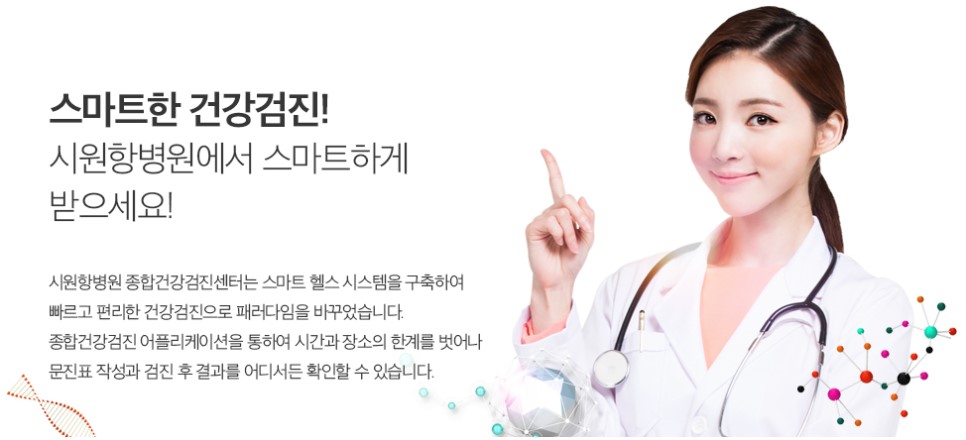 스마트한 건강검진!
시원항병원에서 스마트하게
받으세요!
시원항병원 종합건강검진센터는 스마트 헬스 시스템을 구축하여
빠르고 편리한 건강검진으로 패러다임을 바꾸었습니다.
종합건강검진 어플리케이션을 통하여 시간과 장소의 한계를 벗어나
문진표 작성과 검진 후 결과를 어디서든 확인할 수 있습니다.